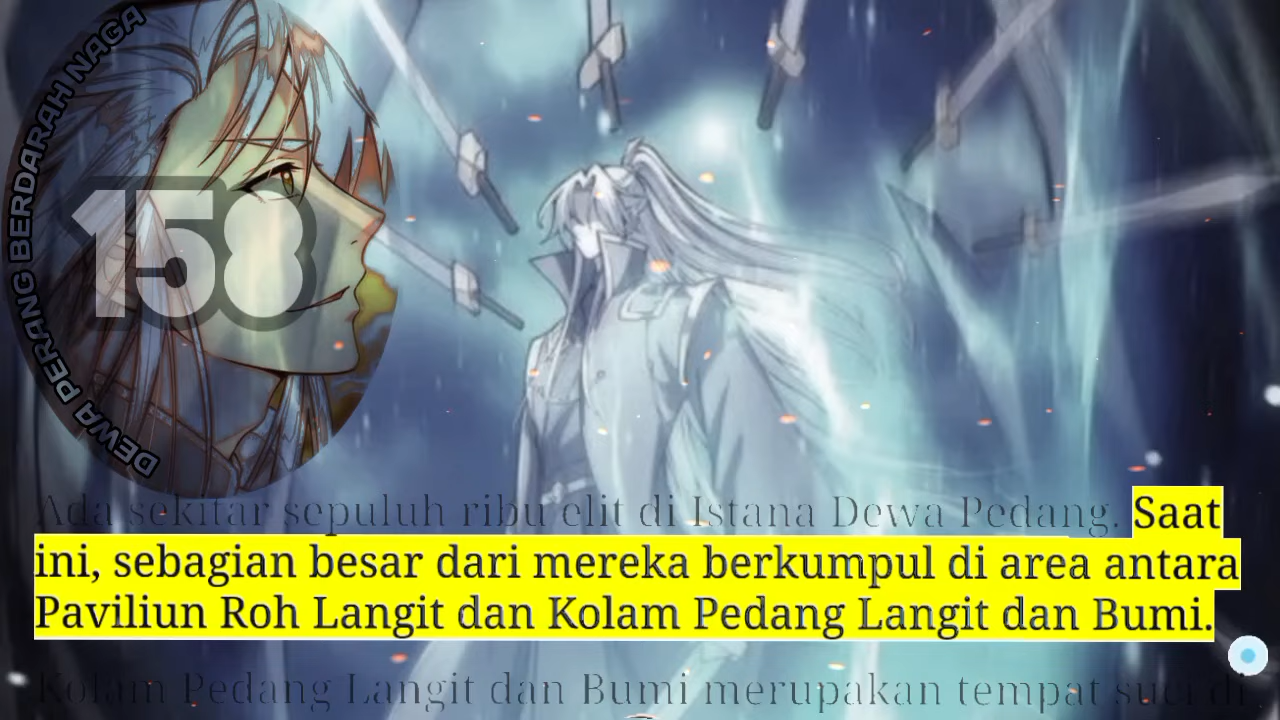 DEWA PERANG BERDARAH NAGA
158
Ada sekitar sepuluh ribu elit di Istana Dewa Pedang. Saat
ini, sebagian besar dari mereka berkumpul di area antara
Paviliun Roh Langit dan Kolam Pedang Langit dan Bumi.
Kolam Pedang Langit dan Bumi merupakan tempat suci di